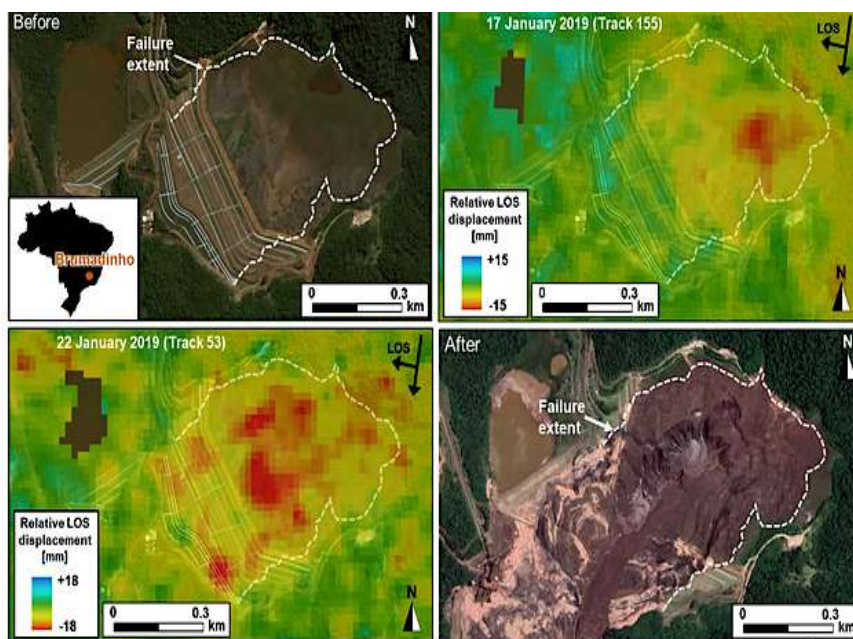 Before
N
Failure
extent
Brumadinho
0 0.3
km
17 January 2019 (Track 155)
LOS
Relative LOS
displacement
[mm]
+15
-15
N
0 0.3
km
22 January 2019 (Track 53)
LOS
Relative LOS
displacement
[mm]
+18
-18
N
0 0.3
km
After
N
Failure
extent
0 0.3
km